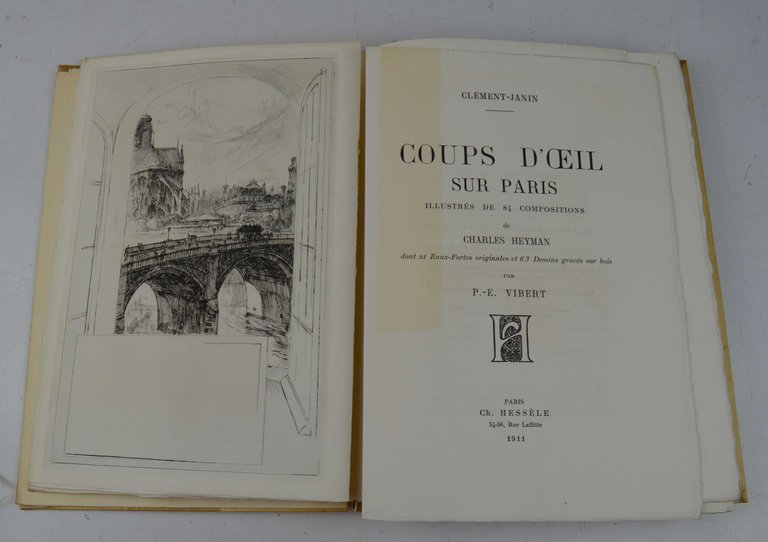 CLÉMENT-JANIN
COUPS D'ŒIL
SUR PARIS
ILLUSTRÉS DE 84 COMPOSITIONS
de
CHARLES HEYMAN
dont 21 Eaux-Fortes originales et 63 Dessins gravés sur bois
PAR
P.-E. VIBERT
PARIS
Ch. HESSÈLE
54-56, Rue Laffitte
1911